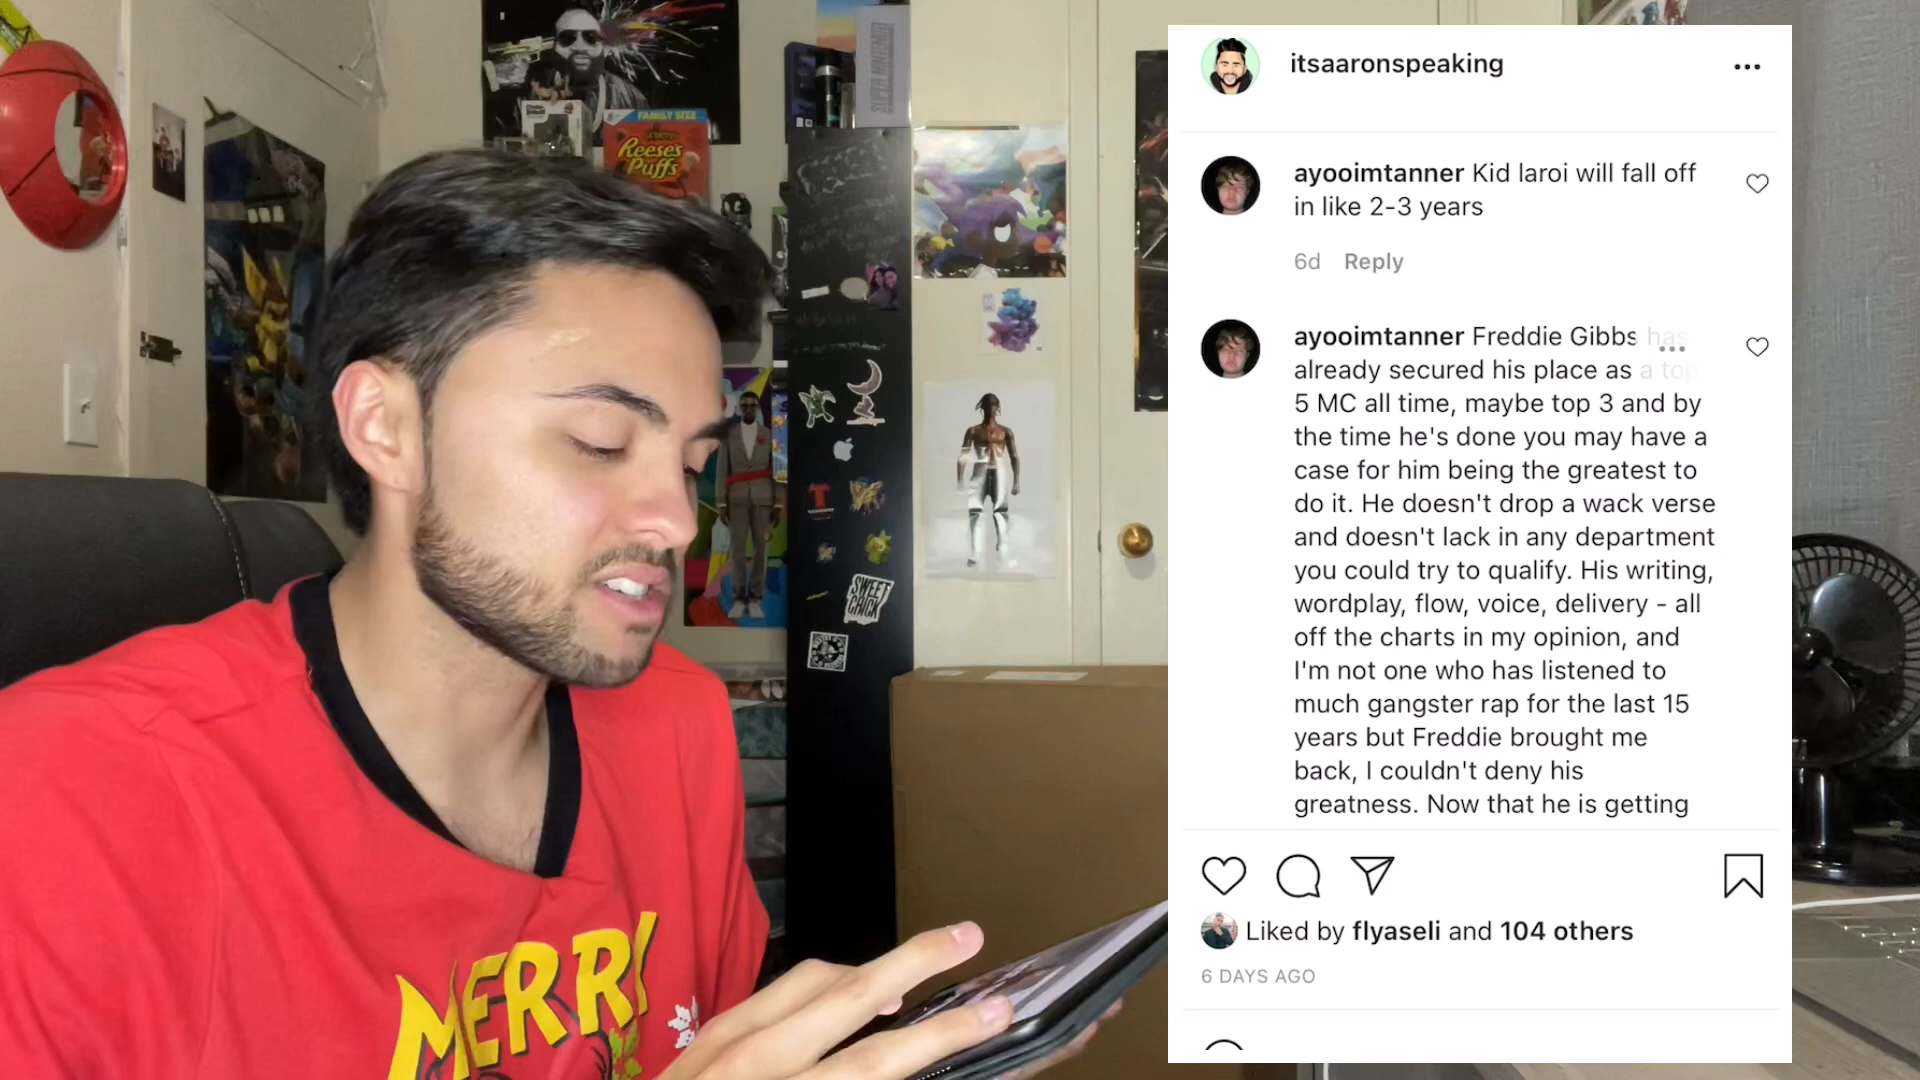 itsaaronspeaking
ayooimtanner Kid laroi will fall off
in like 2-3 years
6d Reply
ayooimtanner Freddie Gibbs has
already secured his place as a top
5 MC all time, maybe top 3 and by
the time he's done you may have a
case for him being the greatest to
do it. He doesn't drop a wack verse
and doesn't lack in any department
you could try to qualify. His writing,
wordplay, flow, voice, delivery - all
off the charts in my opinion, and
I'm not one who has listened to
much gangster rap for the last 15
years but Freddie brought me
back, I couldn't deny his
greatness. Now that he is getting
Liked by flyaseli and 104 others
6 DAYS AGO
FAMILY SIZE
Reese's
Puffs
SWEET
CHICK
MERRY